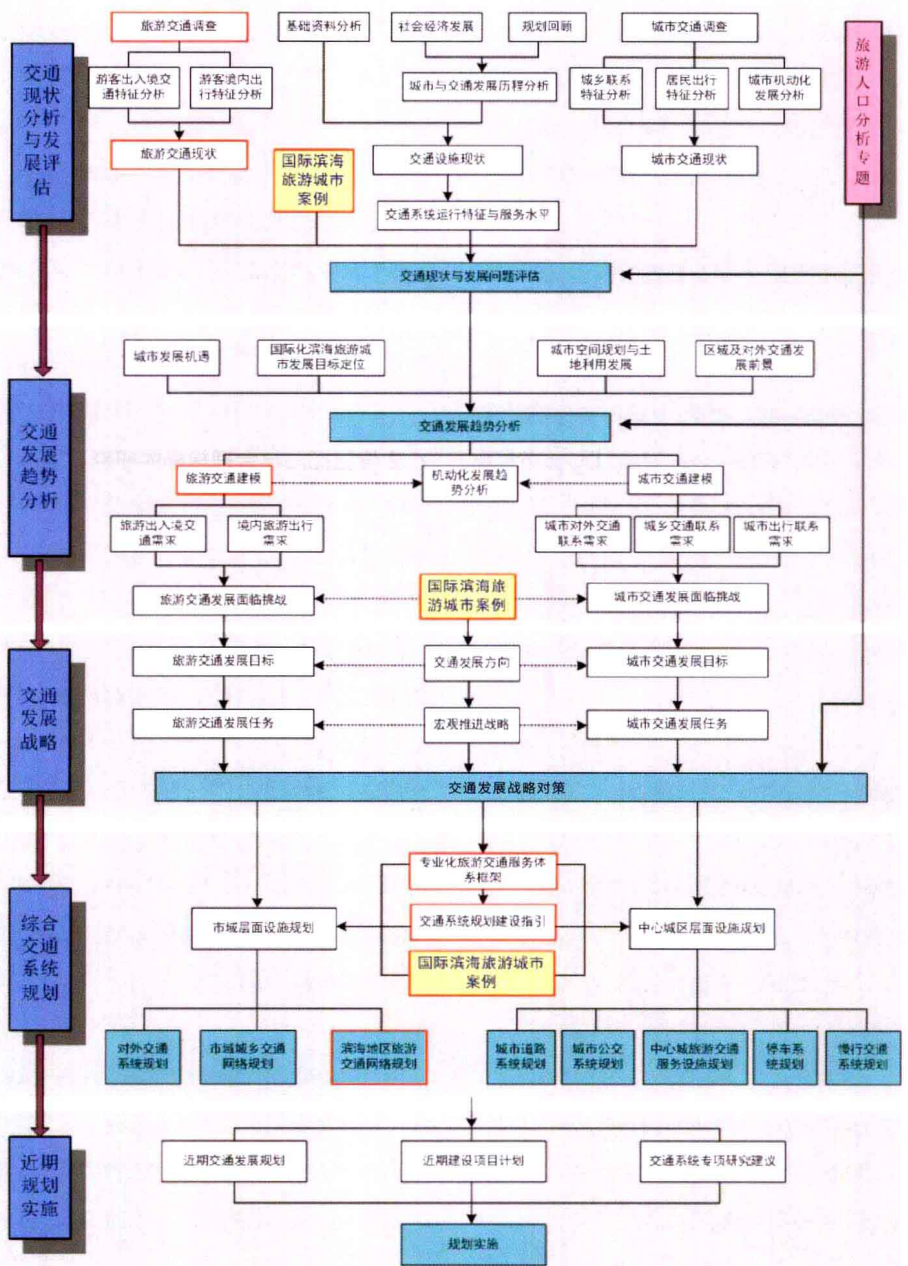 交通
现状
分析
与发
展评
估
旅游交通调查
基础资料分析
社会经济发展
规划回顾
城市交通调查
游客出入境交
通特征分析
游客境内出
行特征分析
城市与交通发展历程分析
城乡联系
特征分析
居民出行
特征分析
城市机动化
发展分析
旅游交通现状
国际滨海
旅游城市
案例
交通设施现状
城市交通现状
交通系统运行特征与服务水平
交通现状与发展问题评估
旅游人口分析专题
交通
发展
趋势
分析
城市发展机遇
国际化滨海旅游城
市发展目标定位
城市空间规划与土
地利用发展
区域及对外交通发
展前景
交通发展趋势分析
旅游交通建模
机动化发展趋
势分析
城市交通建模
旅游出入境交
通需求
境内旅游出行
需求
城市对外交通
联系需求
城乡交通联系
需求
城市出行联系
需求
旅游交通发展面临挑战
国际滨海旅
游城市案例
城市交通发展面临挑战
交通
发展
战略
旅游交通发展目标
交通发展方向
城市交通发展目标
旅游交通发展任务
宏观推进战略
城市交通发展任务
交通发展战略对策
综合
交通
系统
规划
专业化旅游交通服务体
系框架
市域层面设施规划
交通系统规划建设指引
中心城区层面设施规划
国际滨海旅游城市
案例
对外交通
系统规划
市域城乡交通
网络规划
滨海地区旅游
交通网络规划
城市道路
系统规划
城市公交
系统规划
中心城旅游交通
服务设施规划
停车系
统规划
慢行交通
系统规划
近期
规划
实施
近期交通发展规划
近期建设项目计划
交通系统专项研究建议
规划实施